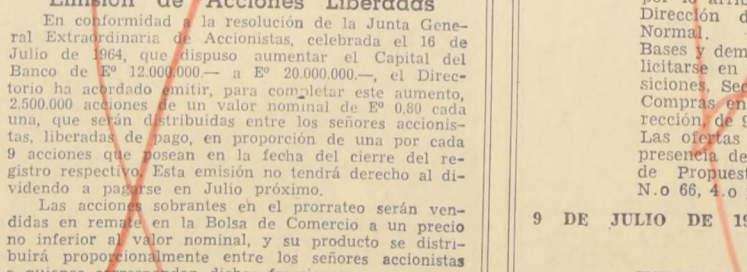 Emisión de Acciones Liberadas
En conformidad a la resolución de la Junta Gene-
ral Extraordinaria de Accionistas, celebrada el 16 de
Julio de 1964, que dispuso aumentar el Capital del
Banco de Eº 12.000.000.— a Eº 20.000.000.—, el Direc-
torio ha acordado emitir, para completar este aumento,
2.500.000 acciones de un valor nominal de Eº 0,80 cada
una, que serán distribuidas entre los señores accionis-
tas, liberadas de pago, en proporción de una por cada
9 acciones que posean en la fecha del cierre del re-
gistro respectivo. Esta emisión no tendrá derecho al di-
videndo a pagarse en Julio próximo.
Las acciones sobrantes en el prorrateo serán ven-
didas en remate en la Bolsa de Comercio a un precio
no inferior al valor nominal, y su producto se distri-
buirá proporcionalmente entre los señores accionistas
Dirección d
Normal.
Bases y dem
licitarse en
siciones, Sec
Compras en
rrección, de 9
Las ofertas
presencia de
de Propuest
N.o 66, 4.o
9 DE JULIO DE 19